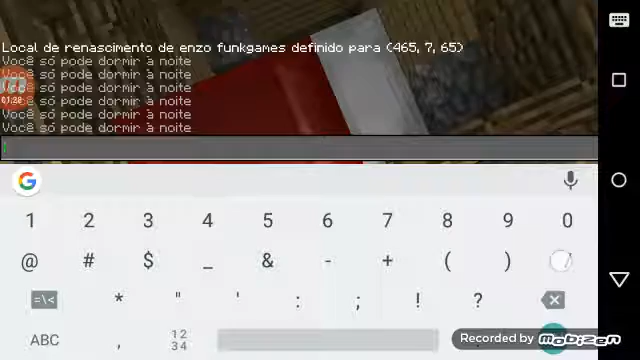 Local de renascimento de enzo funkgames definido para (465, 7, 65)
Você só pode dormir à noite
Você só pode dormir à noite
Você só pode dormir à noite
Você só pode dormir à noite
Você só pode dormir à noite
Você só pode dormir à noite
01:20
G
1 2 3 4 5 6 7 8 9 0
@ # $ _ & - + ( ) /
=\< * " ' : ; ! ?
ABC , 12 34
Recorded by mobizen